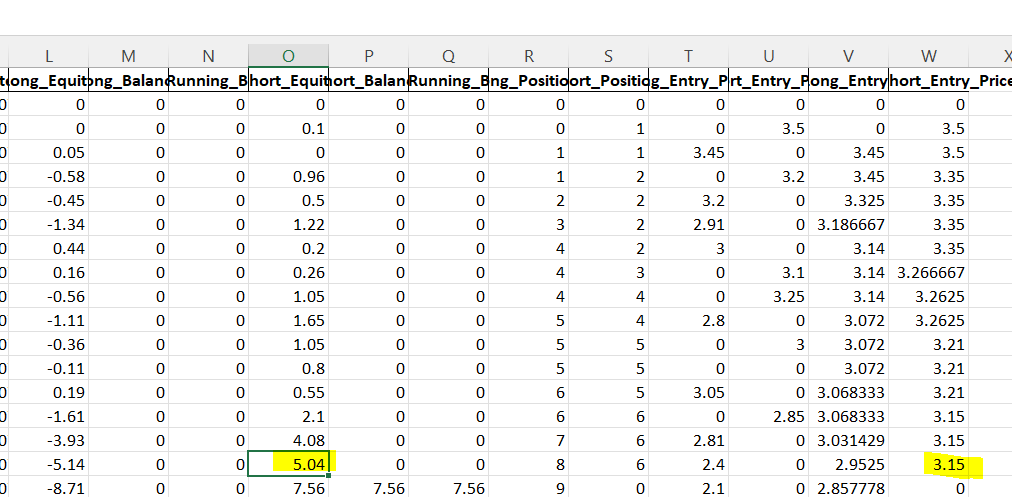 L M N O P Q R S T U V W X
ong_Equit ong_Balanc Running_B hort_Equit ort_Balanc Running_B ng_Positio ort_Positio g_Entry_P rt_Entry_P ong_Entry hort_Entry_Price
0 0 0 0 0 0 0 0 0 0 0 0 0
0 0 0 0 0.1 0 0 0 1 0 3.5 0 3.5
0 0.05 0 0 0 0 0 1 1 3.45 0 3.45 3.5
0 -0.58 0 0 0.96 0 0 1 2 0 3.2 3.45 3.35
0 -0.45 0 0 0.5 0 0 2 2 3.2 0 3.325 3.35
0 -1.34 0 0 1.22 0 0 3 2 2.91 0 3.186667 3.35
0 0.44 0 0 0.2 0 0 4 2 3 0 3.14 3.35
0 0.16 0 0 0.26 0 0 4 3 0 3.1 3.14 3.266667
0 -0.56 0 0 1.05 0 0 4 4 0 3.25 3.14 3.2625
0 -1.11 0 0 1.65 0 0 5 4 2.8 0 3.072 3.2625
0 -0.36 0 0 1.05 0 0 5 5 0 3 3.072 3.21
0 -0.11 0 0 0.8 0 0 5 5 0 0 3.072 3.21
0 0.19 0 0 0.55 0 0 6 5 3.05 0 3.068333 3.21
0 -1.61 0 0 2.1 0 0 6 6 0 2.85 3.068333 3.15
0 -3.93 0 0 4.08 0 0 7 6 2.81 0 3.031429 3.15
0 -5.14 0 0 5.04 0 0 8 6 2.4 0 2.9525 3.15
0 -8.71 0 0 7.56 7.56 7.56 9 0 2.1 0 2.857778 0